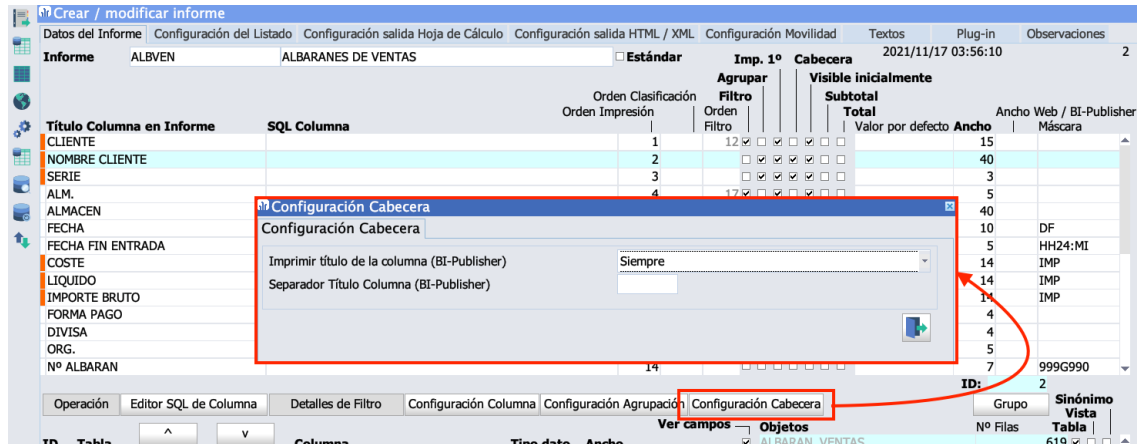 Crear / modificar informe
Datos del Informe Configuración del Listado Configuración salida Hoja de Cálculo Configuración salida HTML / XML Configuración Movilidad Textos Plug-in Observaciones
Informe ALBVEN ALBARANES DE VENTAS Estándar 2021/11/17 03:56:10 2
Imp. 1º Cabecera
Agrupar Visible inicialmente
Orden Clasificación Filtro Subtotal
Orden Impresión Orden Total Ancho Web / BI-Publisher
Título Columna en Informe SQL Columna Filtro Valor por defecto Ancho Máscara
CLIENTE 1 12 15
NOMBRE CLIENTE 2 40
SERIE 3 3
ALM. 4 17 5
ALMACEN 40
FECHA 10 DF
FECHA FIN ENTRADA 5 HH24:MI
COSTE 14 IMP
LIQUIDO 14 IMP
IMPORTE BRUTO 14 IMP
FORMA PAGO 4
DIVISA 4
ORG. 5
Nº ALBARAN 14 7 999G990
Configuración Cabecera
Configuración Cabecera
Imprimir título de la columna (BI-Publisher) Siempre
Separador Título Columna (BI-Publisher)
ID: 2
Operación Editor SQL de Columna Detalles de Filtro Configuración Columna Configuración Agrupación Configuración Cabecera Grupo Sinónimo
Vista
Ver campos Objetos Nº Filas Tabla
ID Tabla ^ v Columna Tipo dato Ancho ALBARAN_VENTAS 619